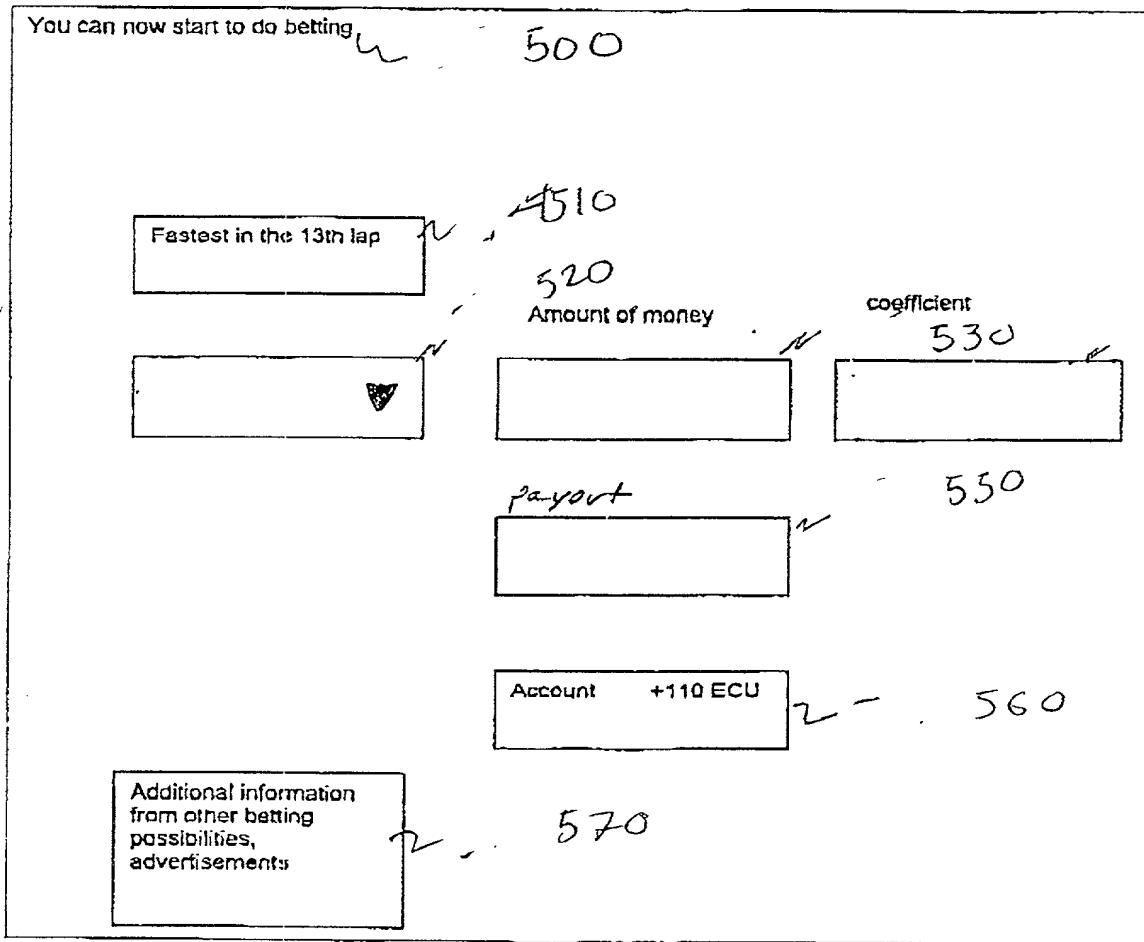 You can now start to do betting
500
510
Fastest in the 13th lap
520
Amount of money
coefficient
530
payout
550
Account +110 ECU
560
Additional information
from other betting
possibilities,
advertisements
570